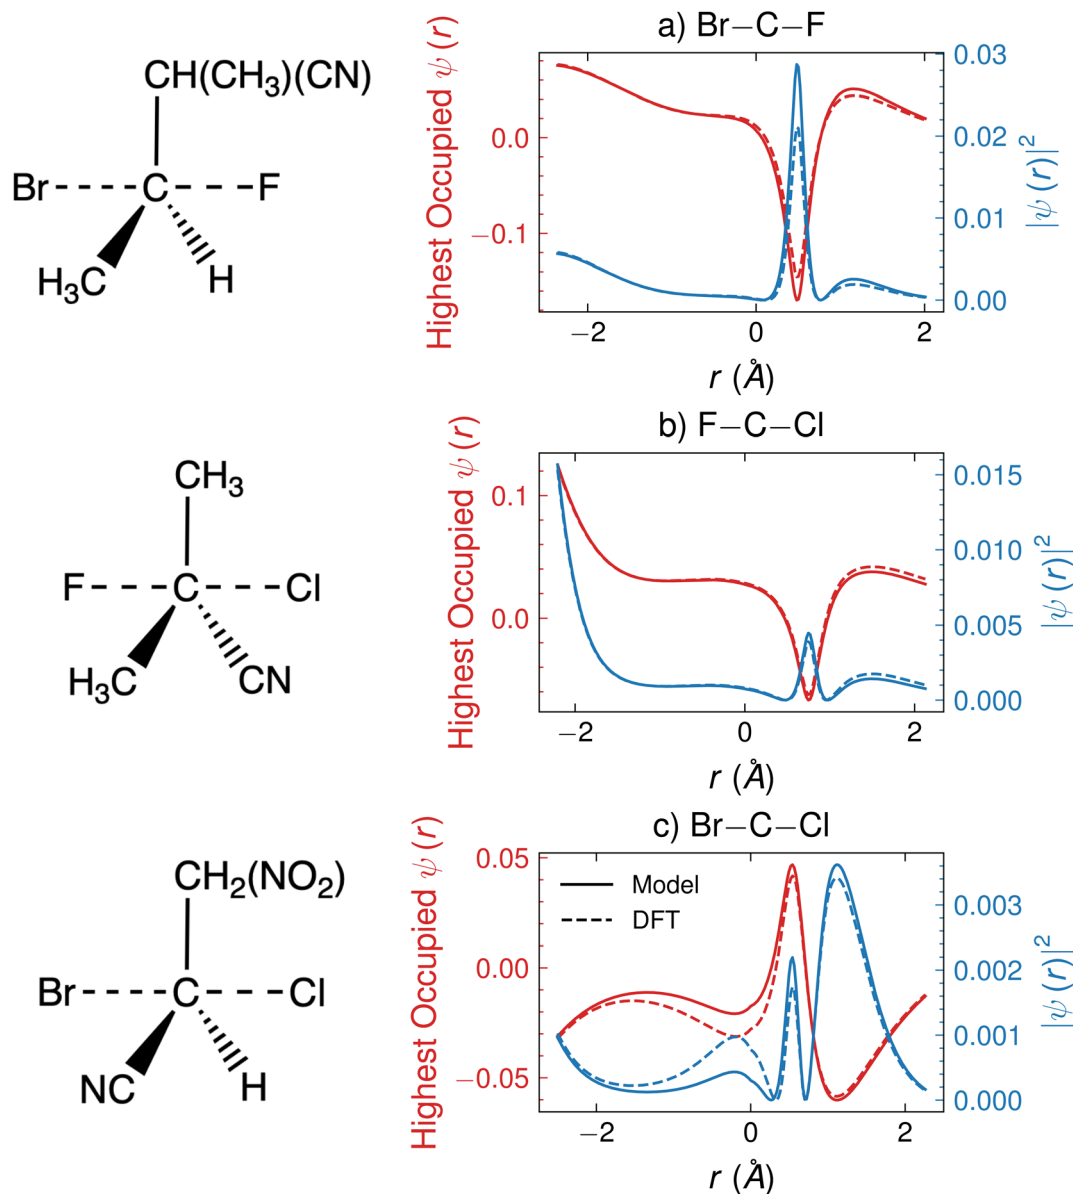 a) Br–C–F
CH(CH₃)(CN)
Br
C
F
H₃C
H
Highest Occupied ψ (r)
0.0
−0.1
0.03
0.02
0.01
0.00
|ψ (r)|²
−2
0
2
r (Å)
b) F–C–Cl
CH₃
F
C
Cl
H₃C
CN
Highest Occupied ψ (r)
0.1
0.0
0.015
0.010
0.005
0.000
|ψ (r)|²
−2
0
2
r (Å)
c) Br–C–Cl
CH₂(NO₂)
Br
C
Cl
NC
H
Highest Occupied ψ (r)
0.05
0.00
−0.05
Model
DFT
0.003
0.002
0.001
0.000
|ψ (r)|²
−2
0
2
r (Å)